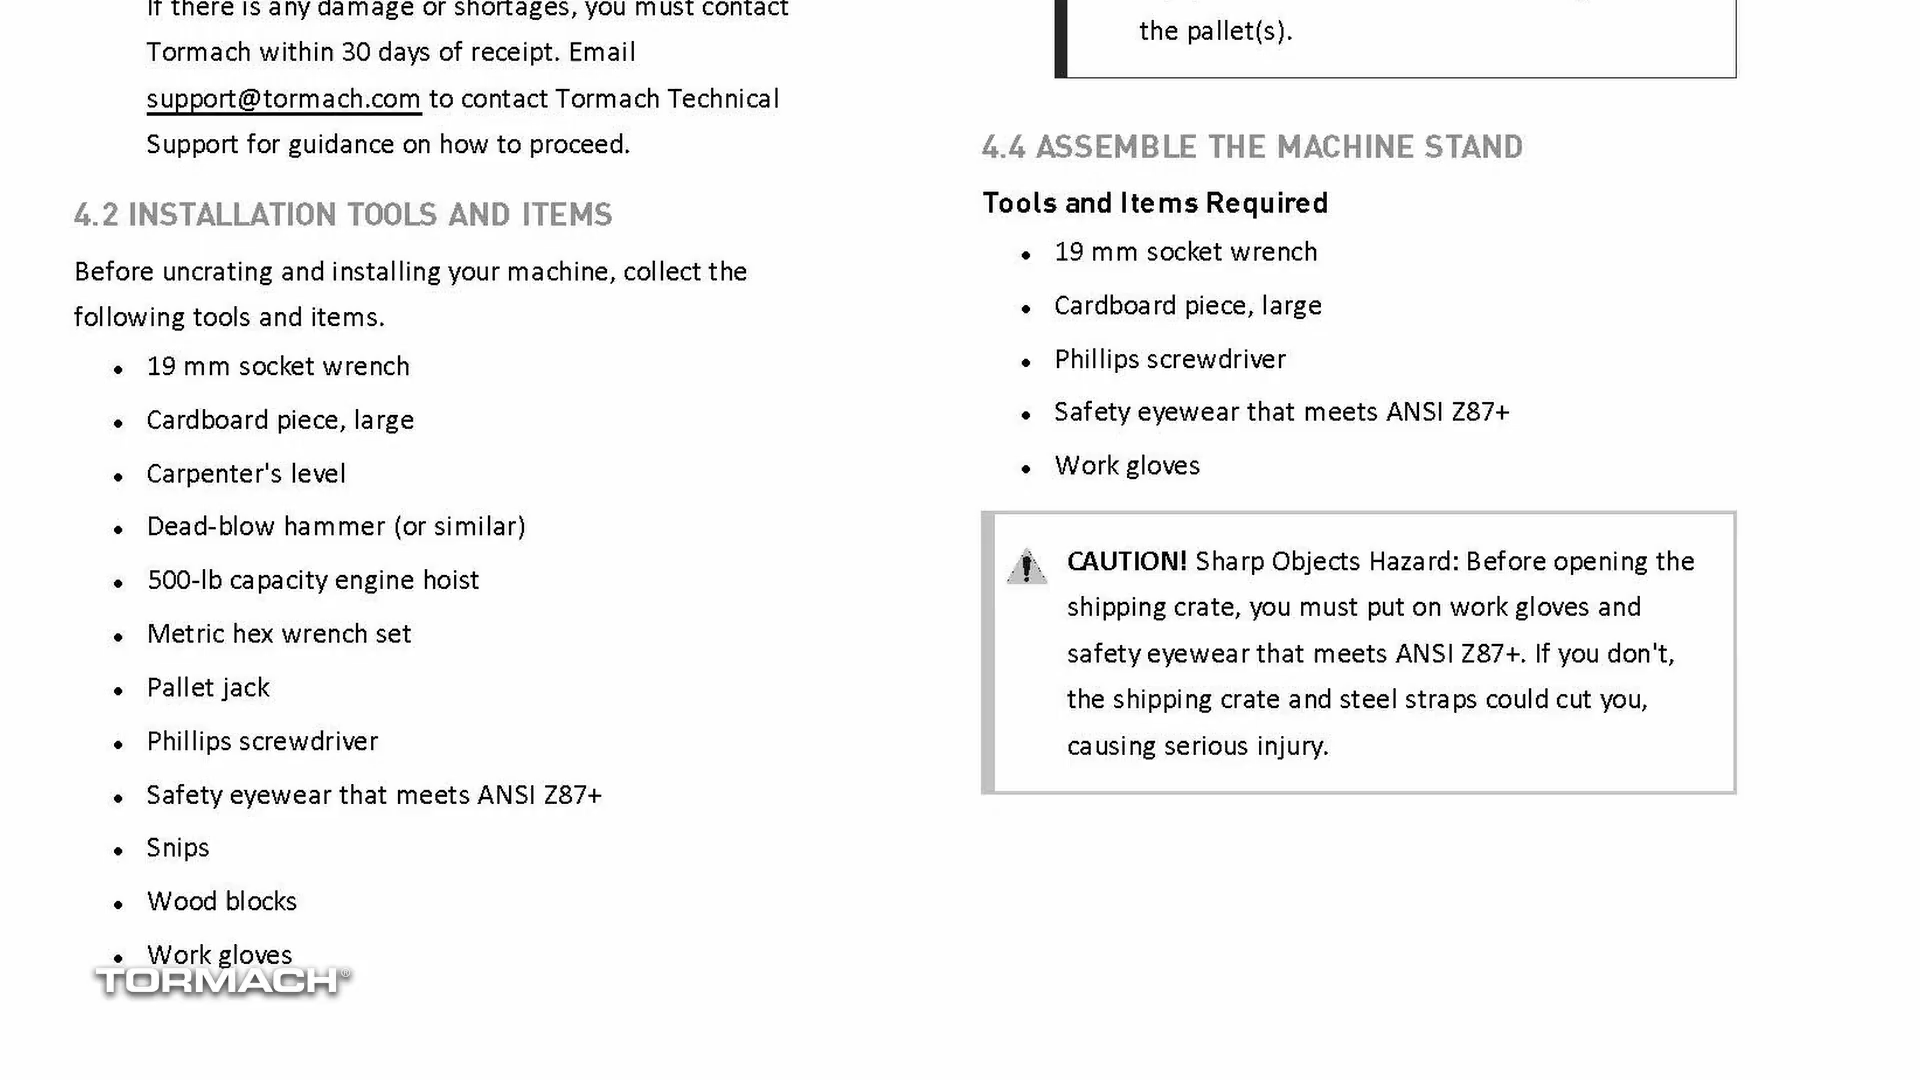 If there is any damage or shortages, you must contact
Tormach within 30 days of receipt. Email
support@tormach.com to contact Tormach Technical
Support for guidance on how to proceed.
4.2 INSTALLATION TOOLS AND ITEMS
Before uncrating and installing your machine, collect the
following tools and items.
• 19 mm socket wrench
• Cardboard piece, large
• Carpenter's level
• Dead-blow hammer (or similar)
• 500-lb capacity engine hoist
• Metric hex wrench set
• Pallet jack
• Phillips screwdriver
• Safety eyewear that meets ANSI Z87+
• Snips
• Wood blocks
• Work gloves
TORMACH®
the pallet(s).
4.4 ASSEMBLE THE MACHINE STAND
Tools and Items Required
• 19 mm socket wrench
• Cardboard piece, large
• Phillips screwdriver
• Safety eyewear that meets ANSI Z87+
• Work gloves
CAUTION! Sharp Objects Hazard: Before opening the
shipping crate, you must put on work gloves and
safety eyewear that meets ANSI Z87+. If you don't,
the shipping crate and steel straps could cut you,
causing serious injury.